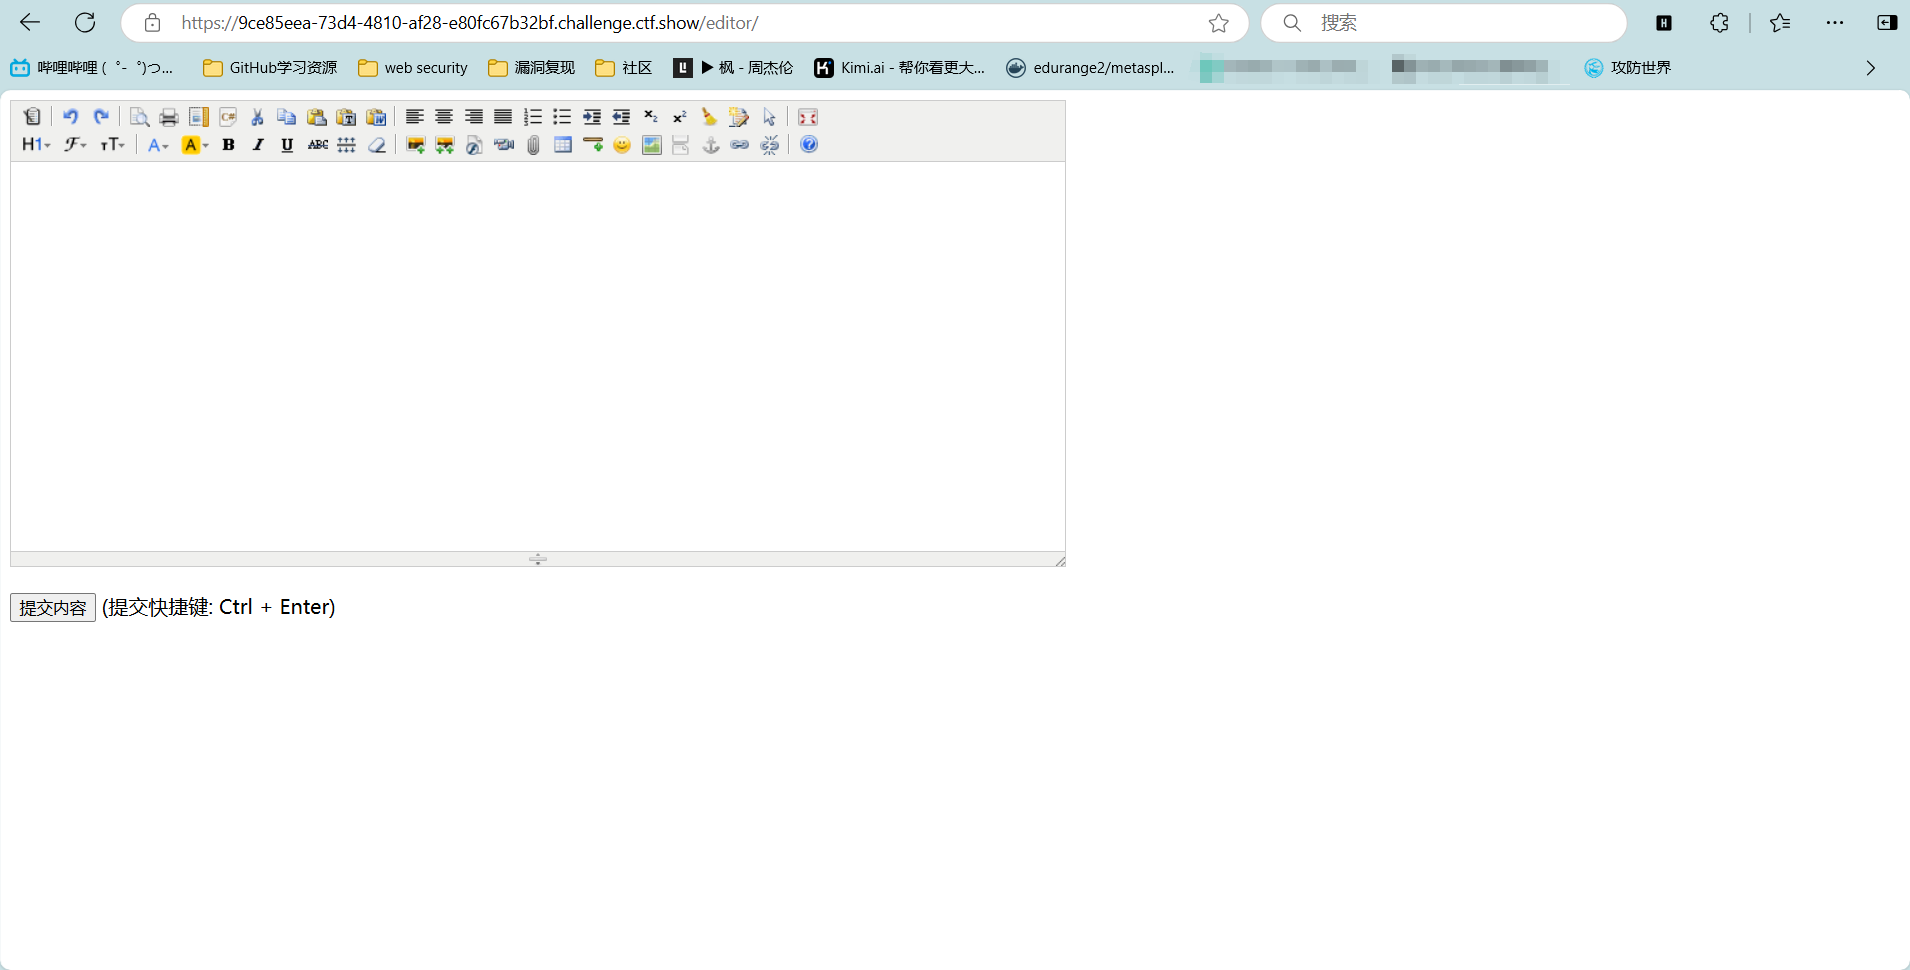 https://9ce85eea-73d4-4810-af28-e80fc67b32bf.challenge.ctf.show/editor/ 搜索
哔哩哔哩 (゜-゜)つ... GitHub学习资源 web security 漏洞复现 社区 ▶ 枫 - 周杰伦 Kimi.ai - 帮你看更大... edurange2/metaspl... 攻防世界
H1 F TT A A B I U ABC
提交内容 (提交快捷键: Ctrl + Enter)